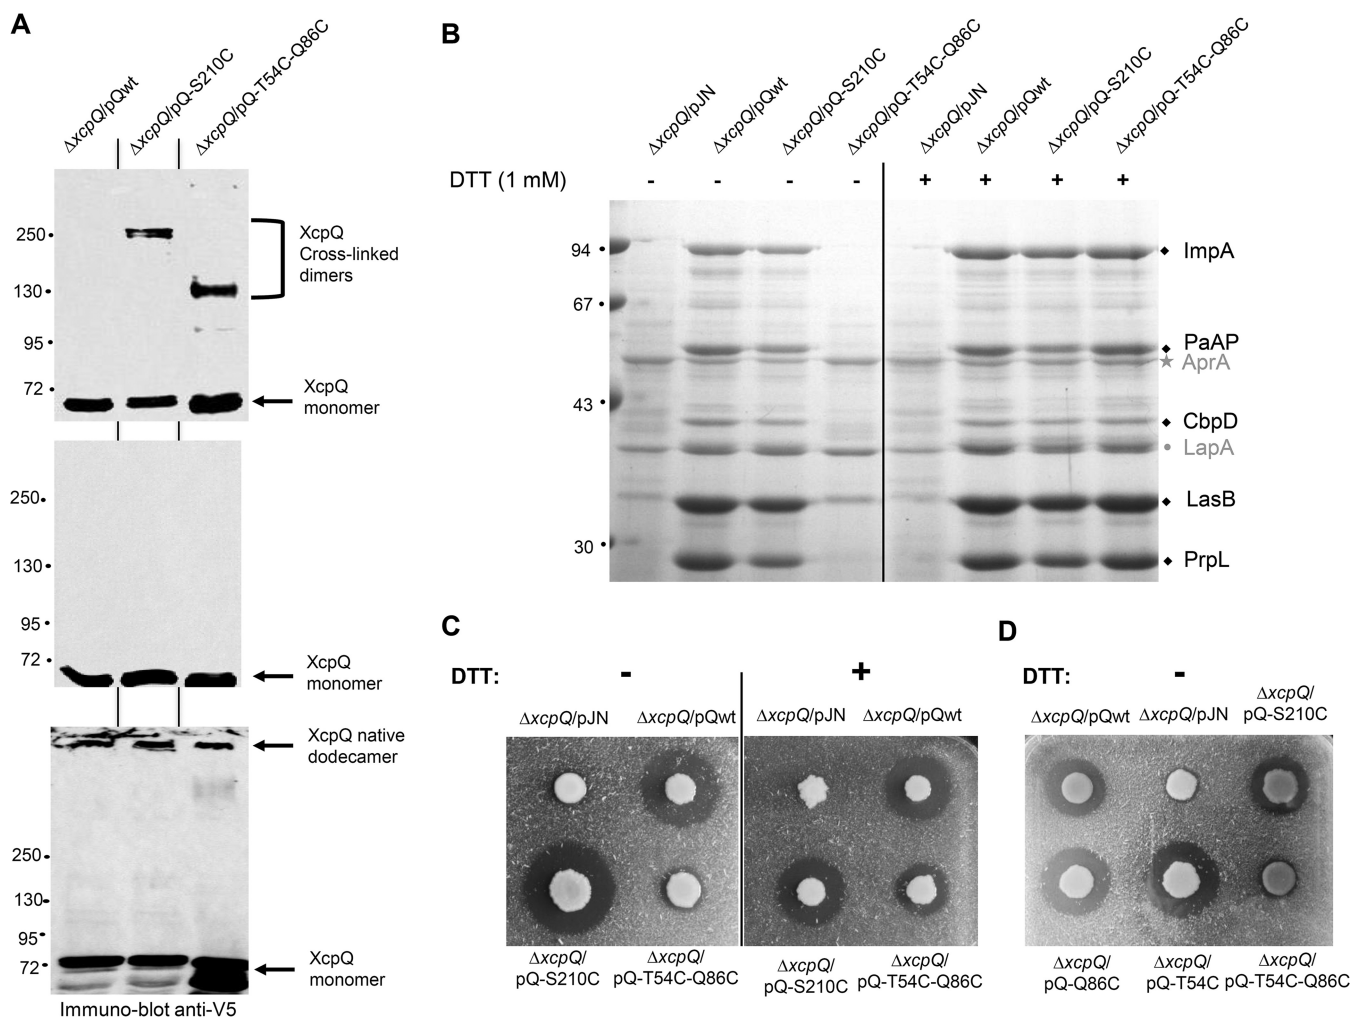 A
ΔxcpQ/pQwt
ΔxcpQ/pQ-S210C
ΔxcpQ/pQ-T54C-Q86C
250
130
95
72
XcpQ
Cross-linked
dimers
XcpQ
monomer
250
130
95
72
XcpQ
monomer
XcpQ native
dodecamer
250
130
95
72
XcpQ
monomer
Immuno-blot anti-V5
B
ΔxcpQ/pJN
ΔxcpQ/pQwt
ΔxcpQ/pQ-S210C
ΔxcpQ/pQ-T54C-Q86C
ΔxcpQ/pJN
ΔxcpQ/pQwt
ΔxcpQ/pQ-S210C
ΔxcpQ/pQ-T54C-Q86C
DTT (1 mM) - - - - + + + +
94
67
43
30
ImpA
PaAP
AprA
CbpD
LapA
LasB
PrpL
C
DTT: - +
ΔxcpQ/pJN ΔxcpQ/pQwt ΔxcpQ/pJN ΔxcpQ/pQwt
ΔxcpQ/
pQ-S210C
ΔxcpQ/
pQ-T54C-Q86C
ΔxcpQ/
pQ-S210C
ΔxcpQ/
pQ-T54C-Q86C
D
DTT: -
ΔxcpQ/pQwt ΔxcpQ/pJN
ΔxcpQ/
pQ-S210C
ΔxcpQ/
pQ-Q86C
ΔxcpQ/
pQ-T54C
ΔxcpQ/
pQ-T54C-Q86C